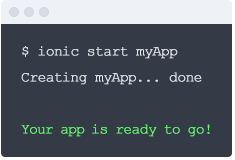 $ ionic start myApp
Creating myApp... done
Your app is ready to go!